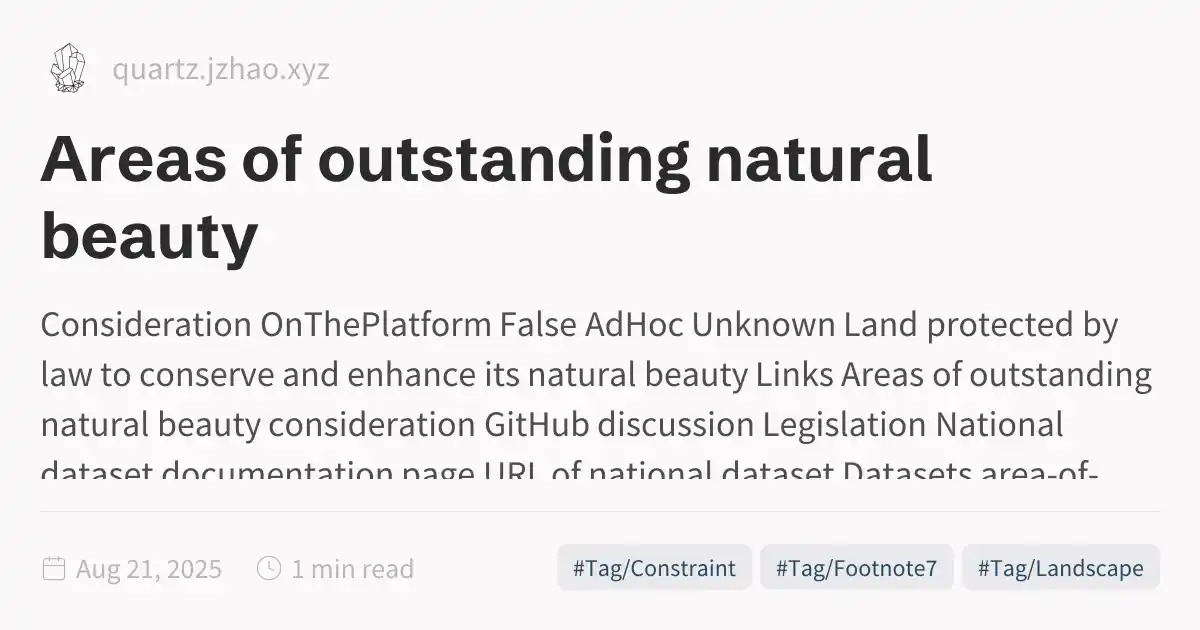 quartz.jzhao.xyz
Areas of outstanding natural
beauty
Consideration OnThePlatform False AdHoc Unknown Land protected by
law to conserve and enhance its natural beauty Links Areas of outstanding
natural beauty consideration GitHub discussion Legislation National
dataset documentation page URL of national dataset Datasets area-of-
Aug 21, 2025
1 min read
#Tag/Constraint
#Tag/Footnote7
#Tag/Landscape